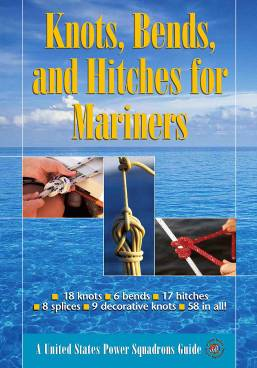 Knots, Bends,
and Hitches for
Mariners
■ 18 knots ■ 6 bends ■ 17 hitches
■ 8 splices ■ 9 decorative knots ■ 58 in all!
A United States Power Squadrons Guide